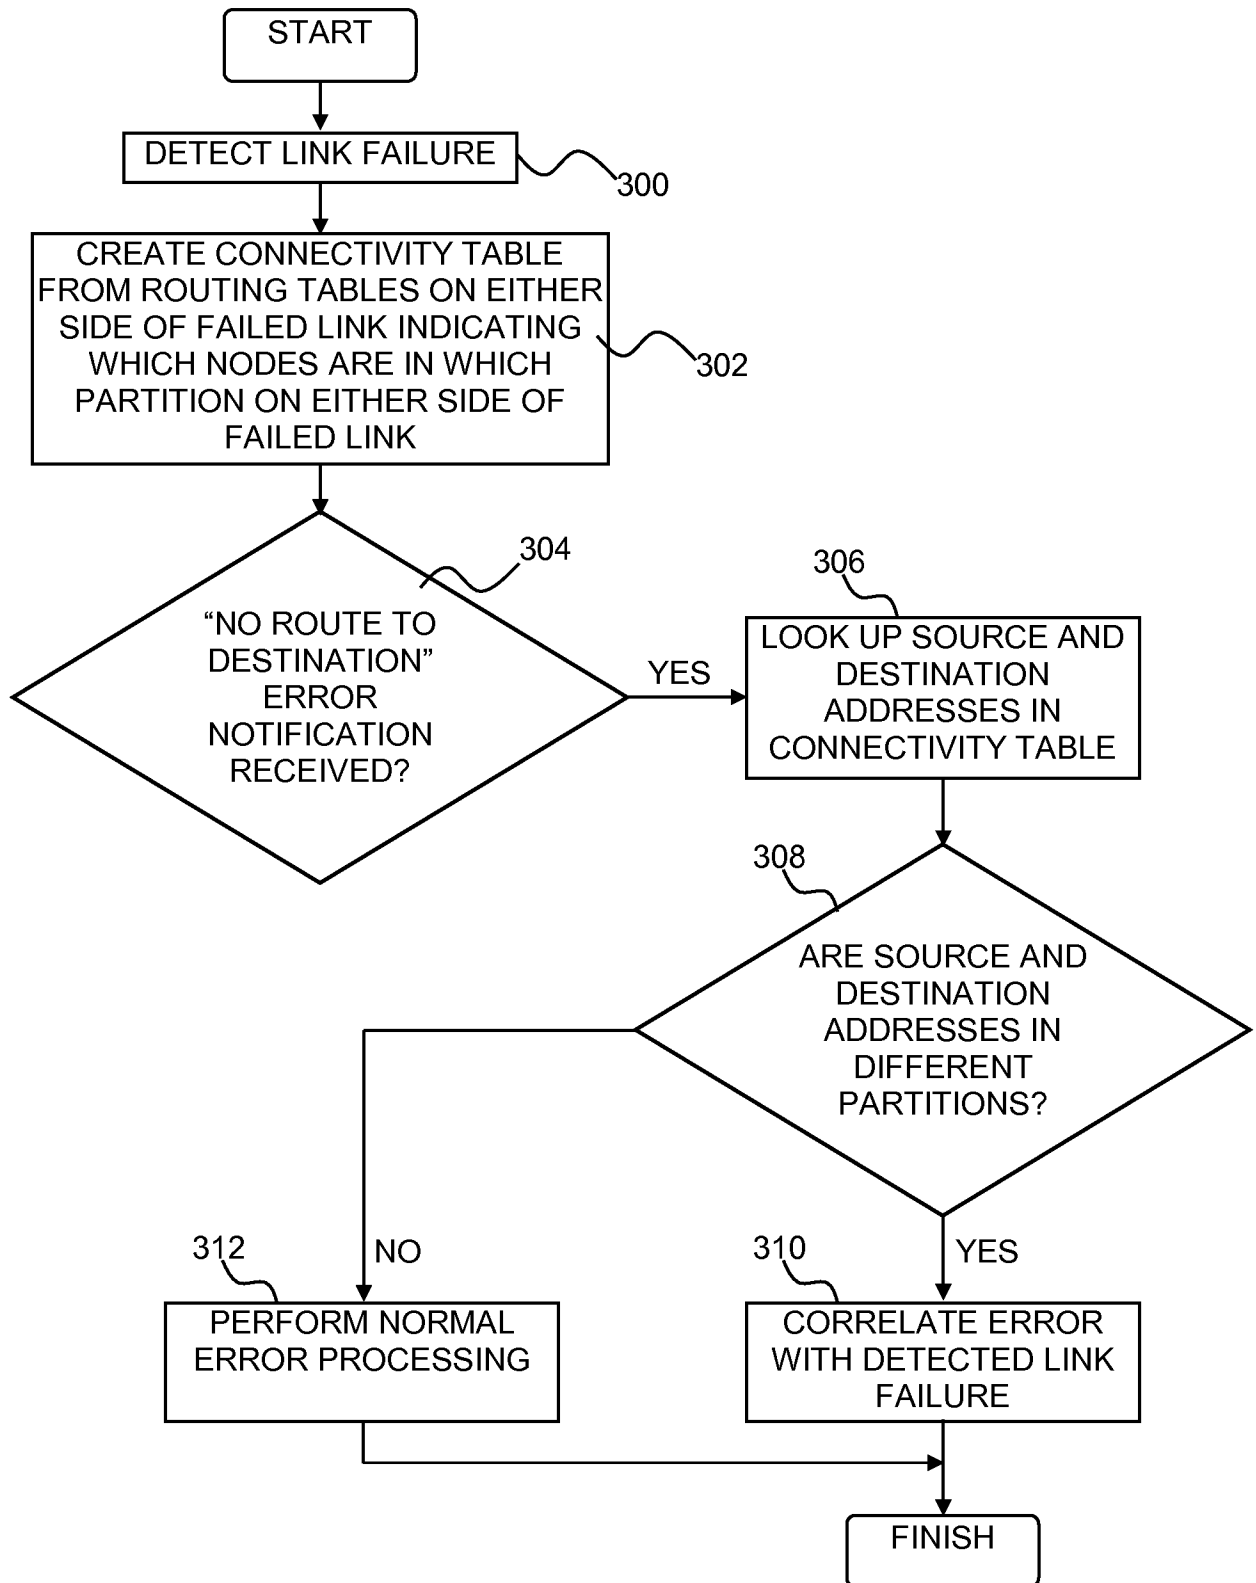 START
DETECT LINK FAILURE
300
CREATE CONNECTIVITY TABLE
FROM ROUTING TABLES ON EITHER
SIDE OF FAILED LINK INDICATING
WHICH NODES ARE IN WHICH
PARTITION ON EITHER SIDE OF
FAILED LINK
302
304
“NO ROUTE TO
DESTINATION”
ERROR
NOTIFICATION
RECEIVED?
YES
306
LOOK UP SOURCE AND
DESTINATION
ADDRESSES IN
CONNECTIVITY TABLE
308
ARE SOURCE AND
DESTINATION
ADDRESSES IN
DIFFERENT
PARTITIONS?
NO
YES
312
PERFORM NORMAL
ERROR PROCESSING
310
CORRELATE ERROR
WITH DETECTED LINK
FAILURE
FINISH